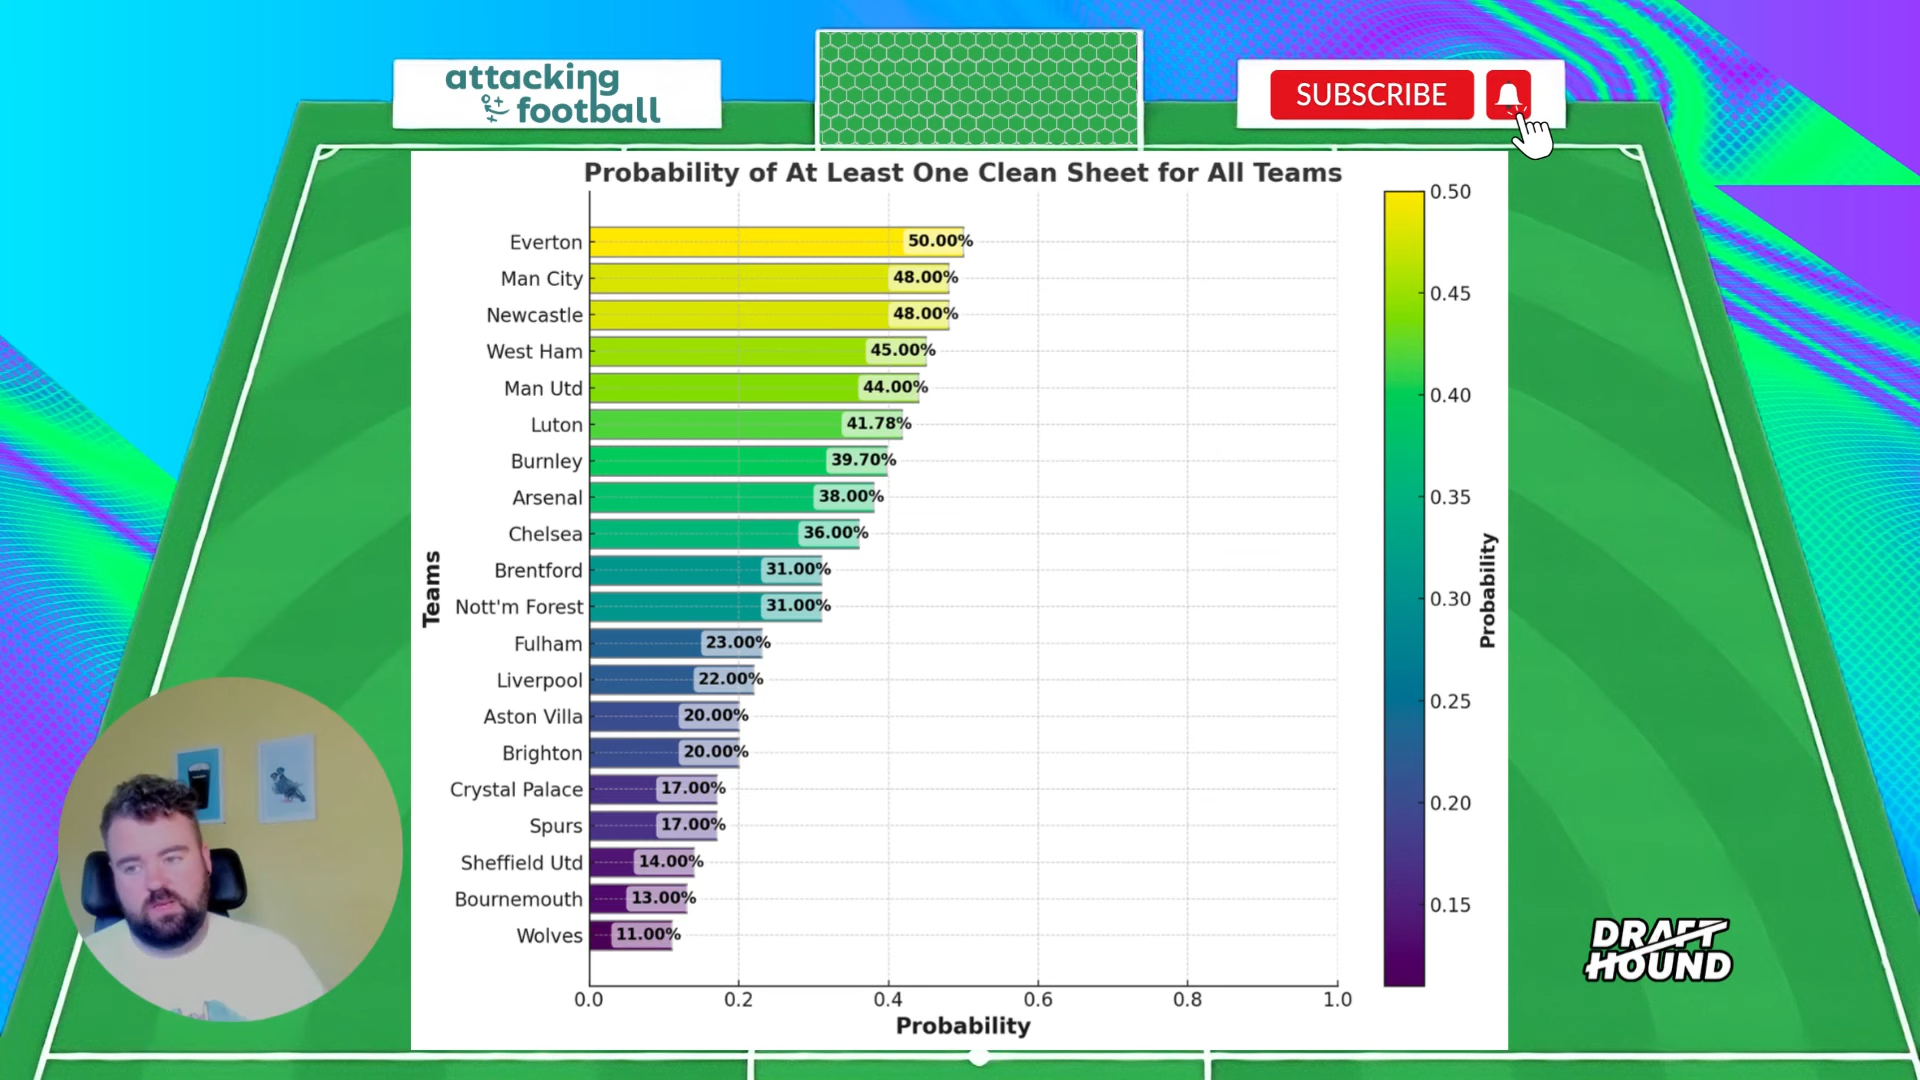 attacking
football
SUBSCRIBE
Probability of At Least One Clean Sheet for All Teams
Everton 50.00%
Man City 48.00%
Newcastle 48.00%
West Ham 45.00%
Man Utd 44.00%
Luton 41.78%
Burnley 39.70%
Arsenal 38.00%
Chelsea 36.00%
Brentford 31.00%
Nott'm Forest 31.00%
Fulham 23.00%
Liverpool 22.00%
Aston Villa 20.00%
Brighton 20.00%
Crystal Palace 17.00%
Spurs 17.00%
Sheffield Utd 14.00%
Bournemouth 13.00%
Wolves 11.00%
Teams
0.0 0.2 0.4 0.6 0.8 1.0
Probability
0.50
0.45
0.40
0.35
0.30
0.25
0.20
0.15
Probability
DRAFT
HOUND